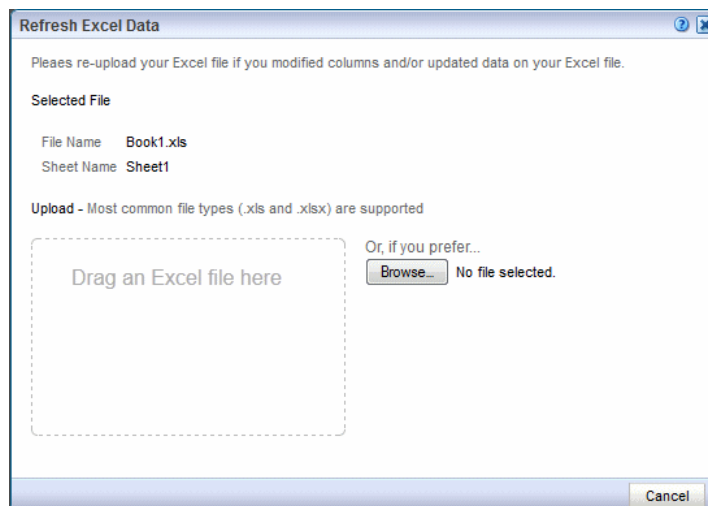 Refresh Excel Data
?
Pleaes re-upload your Excel file if you modified columns and/or updated data on your Excel file.
Selected File
File Name Book1.xls
Sheet Name Sheet1
Upload - Most common file types (.xls and .xlsx) are supported
Drag an Excel file here
Or, if you prefer...
Browse... No file selected.
Cancel